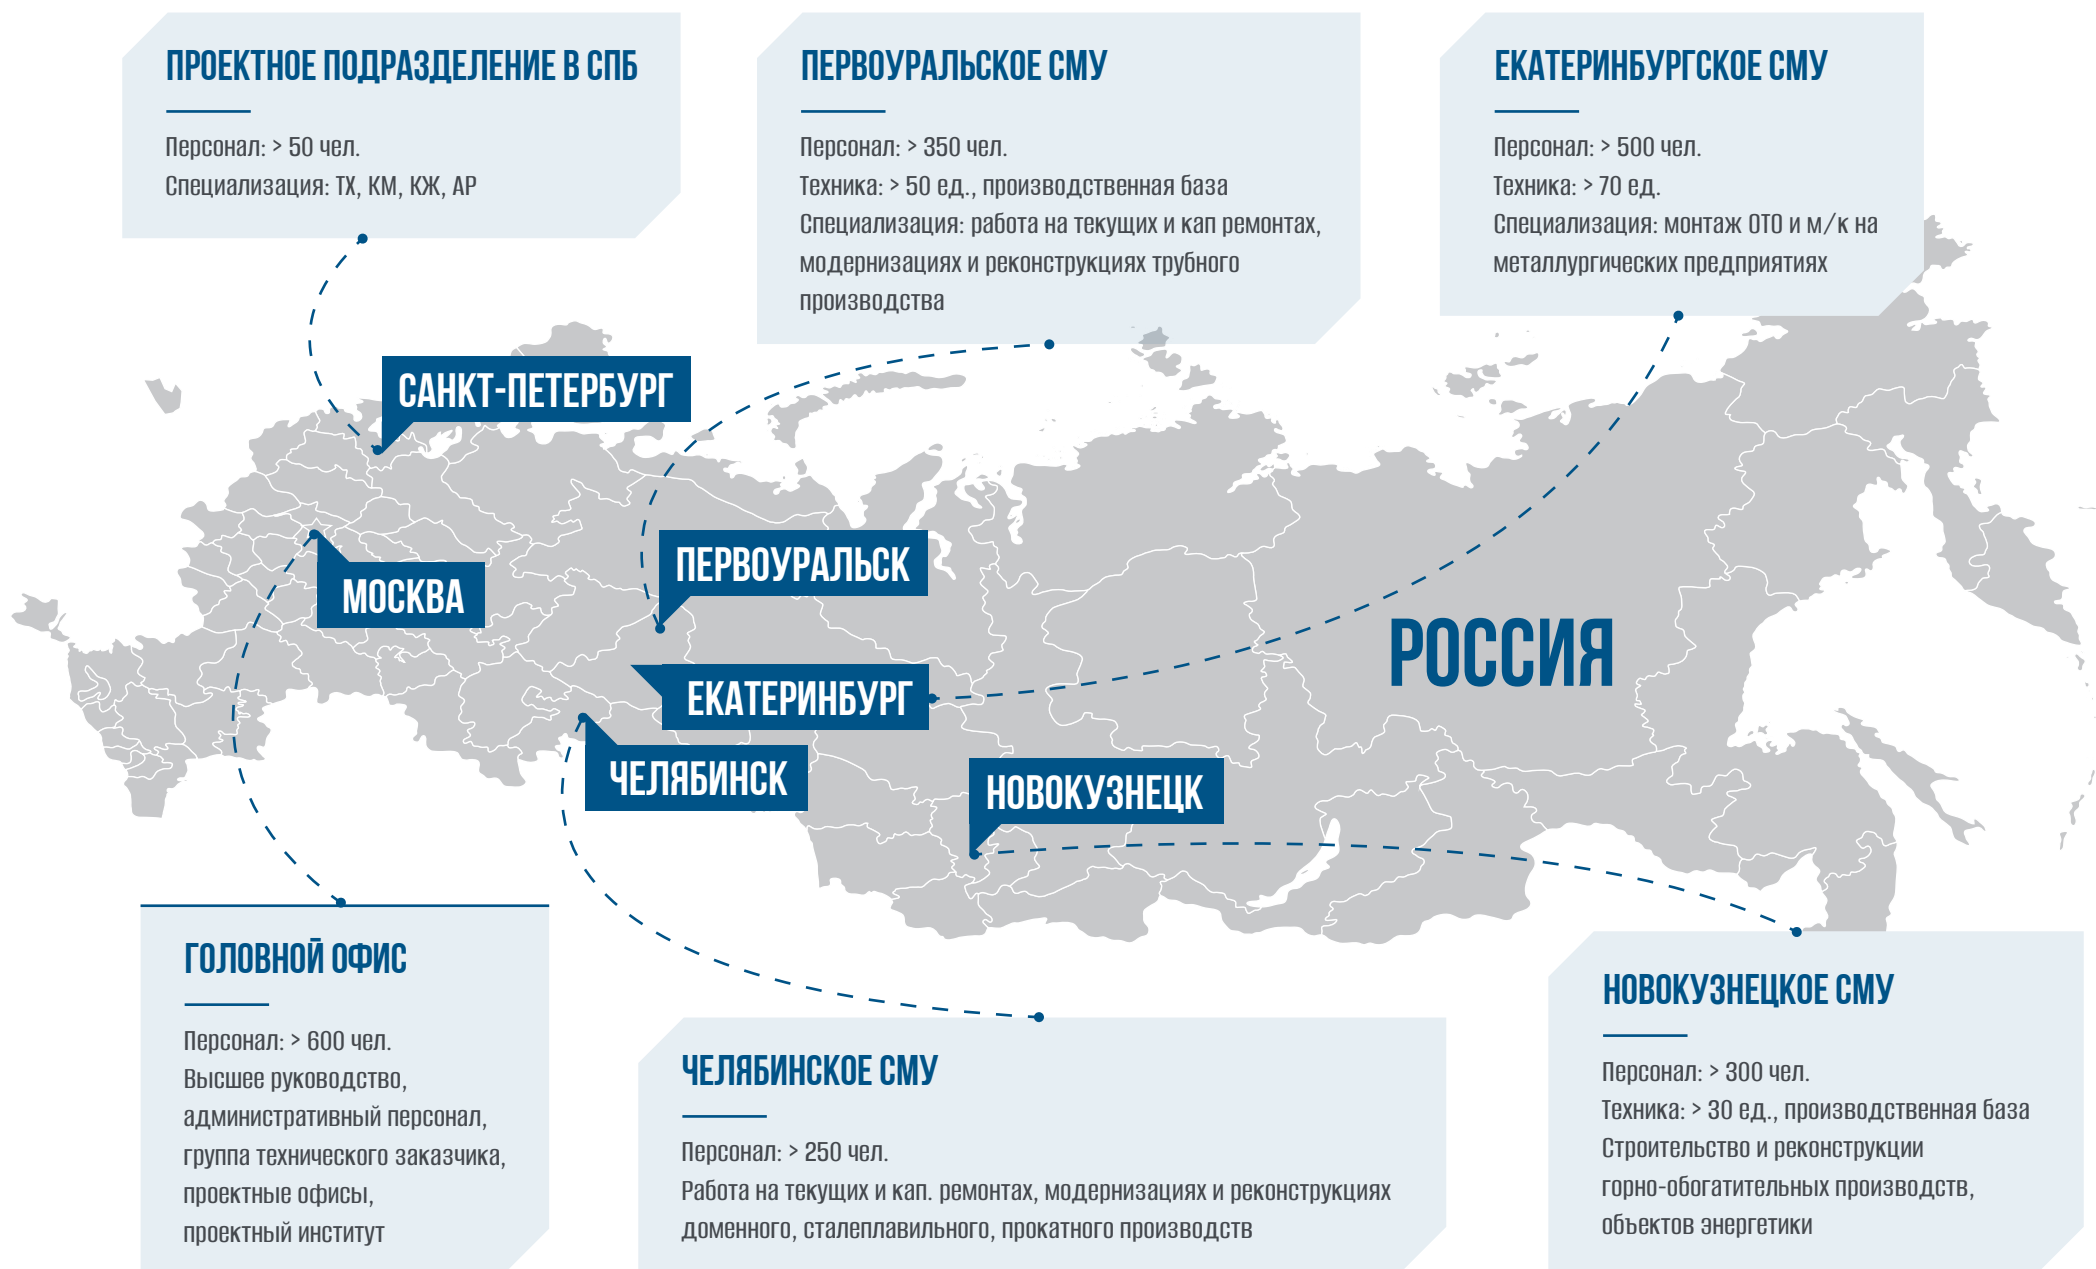 ПРОЕКТНОЕ ПОДРАЗДЕЛЕНИЕ В СПБ
Персонал: > 50 чел.
Специализация: ТХ, КМ, КЖ, АР
ПЕРВОУРАЛЬСКОЕ СМУ
Персонал: > 350 чел.
Техника: > 50 ед., производственная база
Специализация: работа на текущих и кап ремонтах,
модернизациях и реконструкциях трубного
производства
ЕКАТЕРИНБУРГСКОЕ СМУ
Персонал: > 500 чел.
Техника: > 70 ед.
Специализация: монтаж ОТО и м/к на
металлургических предприятиях
САНКТ-ПЕТЕРБУРГ
ПЕРВОУРАЛЬСК
МОСКВА
РОССИЯ
ЕКАТЕРИНБУРГ
ЧЕЛЯБИНСК
НОВОКУЗНЕЦК
ГОЛОВНОЙ ОФИС
Персонал: > 600 чел.
Высшее руководство,
административный персонал,
группа технического заказчика,
проектные офисы,
проектный институт
ЧЕЛЯБИНСКОЕ СМУ
Персонал: > 250 чел.
Работа на текущих и кап. ремонтах, модернизациях и реконструкциях
доменного, сталеплавильного, прокатного производств
НОВОКУЗНЕЦКОЕ СМУ
Персонал: > 300 чел.
Техника: > 30 ед., производственная база
Строительство и реконструкции
горно-обогатительных производств,
объектов энергетики